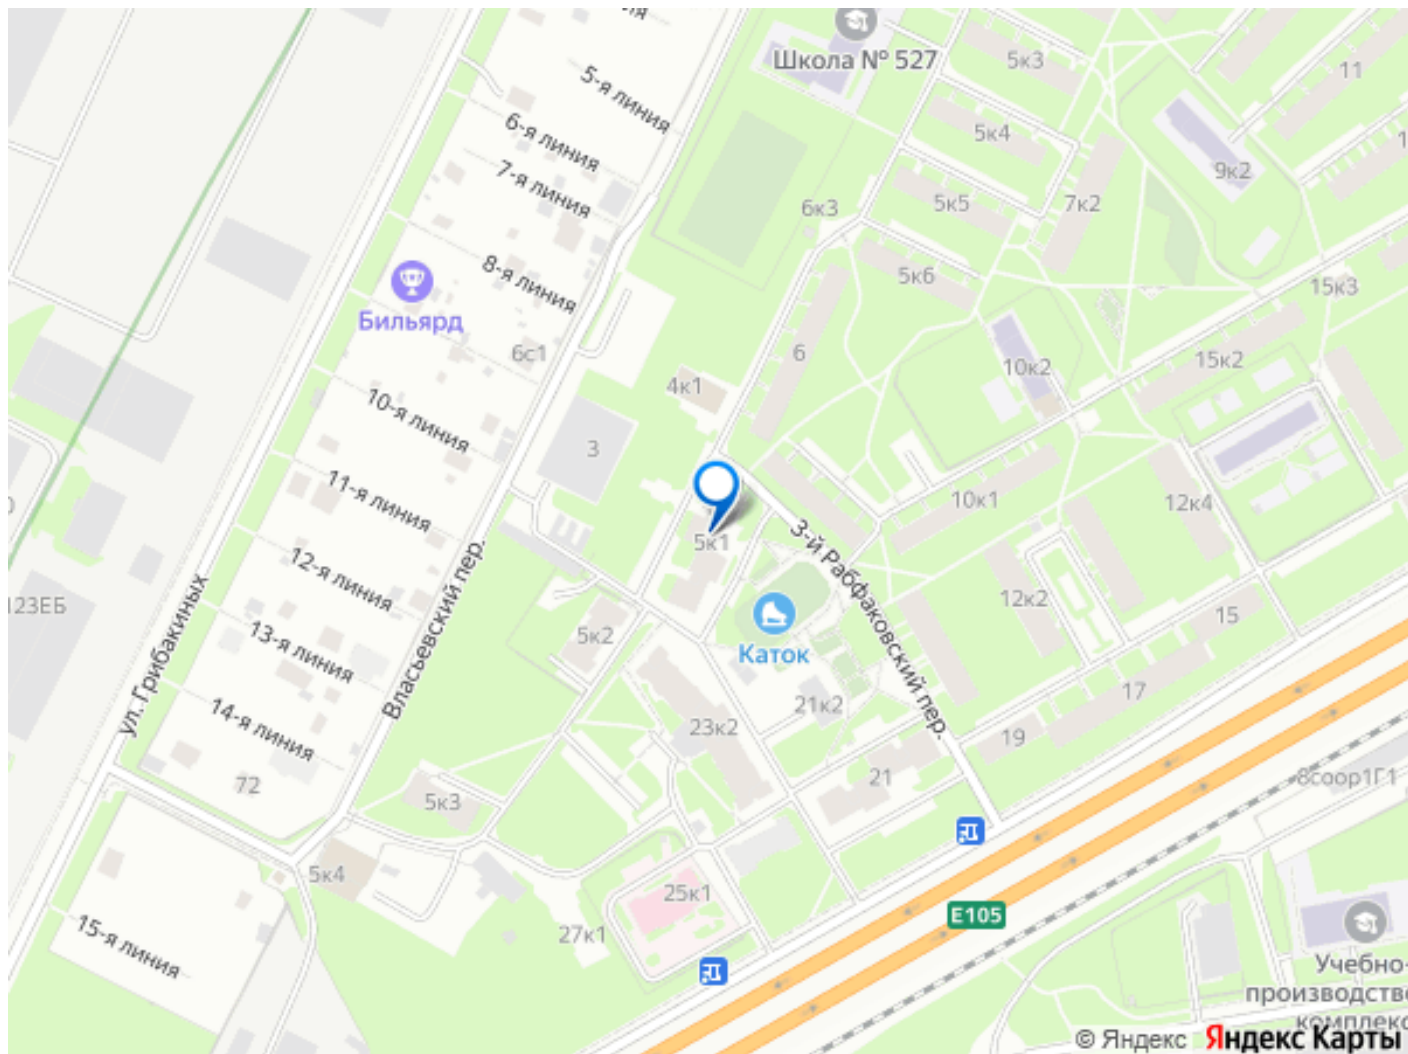 Школа № 527
5к3
11
5-я линия
6-я линия
5к4
7-я линия
9к2
5к5
7к2
6к3
8-я линия
5к6
15к3
Бильярд
6с1
6
10к2
15к2
4к1
10-я линия
3
11-я линия
10к1
12к4
5к1
3-й Рабфаковский пер.
12-я линия
Власьевский пер.
123ЕБ
ул. Грибакиных
12к2
15
5к2
13-я линия
Каток
17
14-я линия
21к2
23к2
19
72
21
5к3
8соор1Г1
5к4
25к1
Е105
27к1
15-я линия
Учебно-
производстве
комплекс
© Яндекс Яндекс Карты